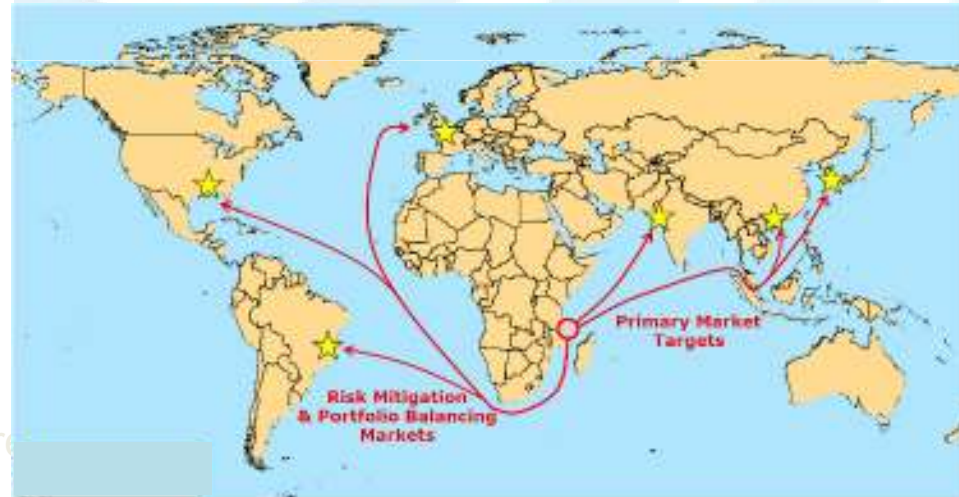 Primary Market
Targets
Risk Mitigation
& Portfolio Balancing
Markets